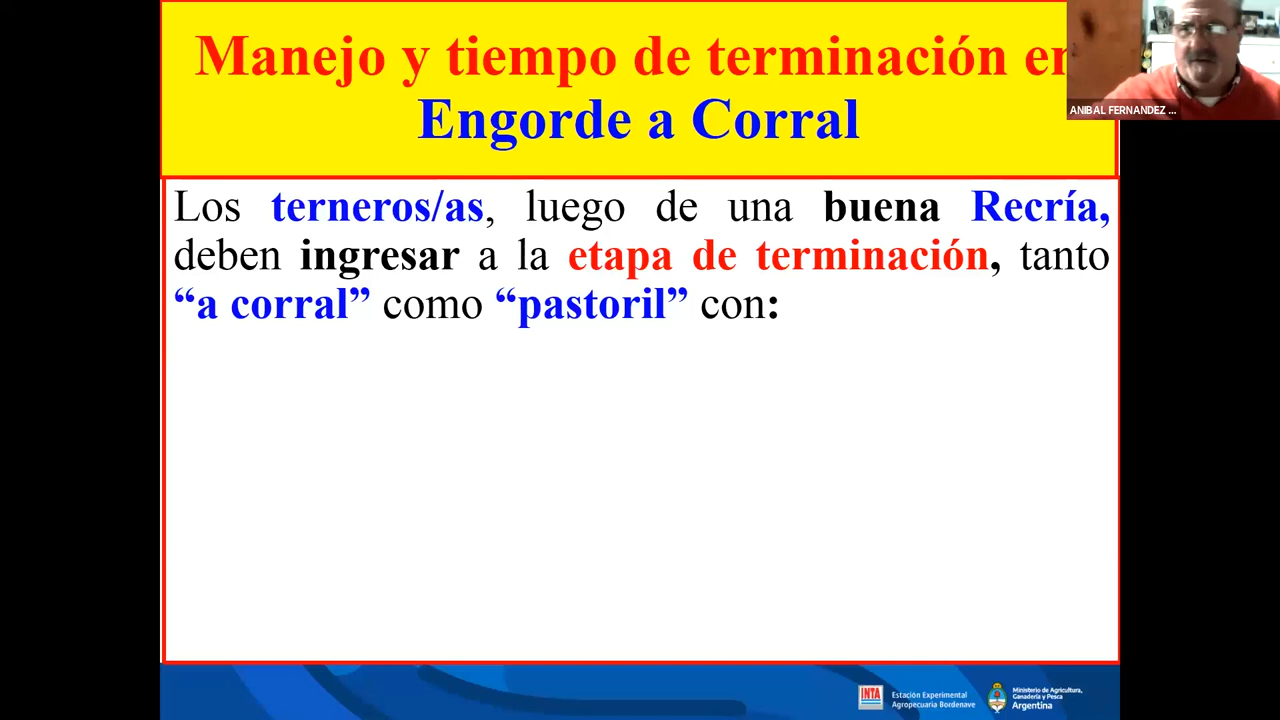 Manejo y tiempo de terminación en
Engorde a Corral
ANIBAL FERNANDEZ ...
Los terneros/as, luego de una buena Recría,
deben ingresar a la etapa de terminación, tanto
“a corral” como “pastoril” con:
INTA
Estación Experimental
Agropecuaria Bordenave
Ministerio de Agricultura,
Ganadería y Pesca
Argentina